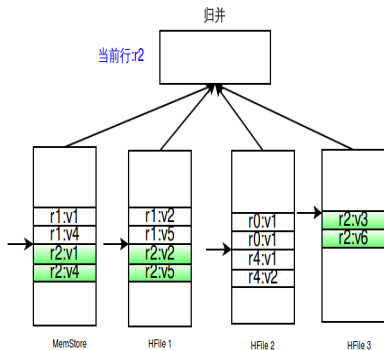 归并
当前行:r2
r1:v1
r1:v4
r2:v1
r2:v4
r1:v2
r1:v5
r2:v2
r2:v5
r0:v1
r0:v1
r4:v1
r4:v2
r2:v3
r2:v6
MemStore
HFile 1
HFile 2
HFile 3